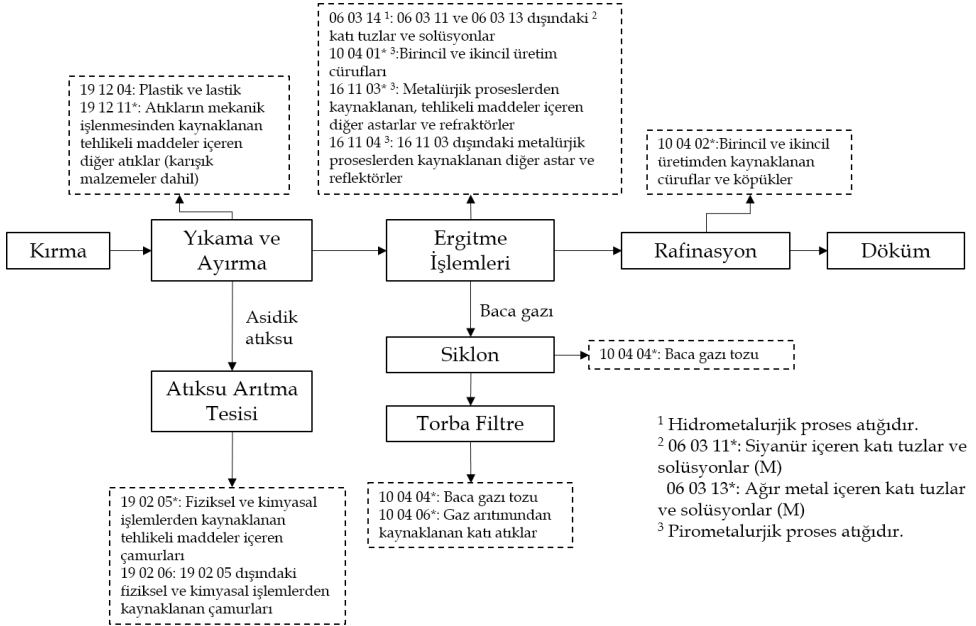 06 03 14 ¹: 06 03 11 ve 06 03 13 dışındaki ²
katı tuzlar ve solüsyonlar
10 04 01* ³:Birincil ve ikincil üretim
cürufları
16 11 03* ³: Metalürjik proseslerden
kaynaklanan, tehlikeli maddeler içeren
diğer astarlar ve refraktörler
16 11 04 ³: 16 11 03 dışındaki metalürjik
proseslerden kaynaklanan diğer astar ve
reflektörler
19 12 04: Plastik ve lastik
19 12 11*: Atıkların mekanik
işlenmesinden kaynaklanan
tehlikeli maddeler içeren
diğer atıklar (karışık
malzemeler dahil)
10 04 02*:Birincil ve ikincil
üretimden kaynaklanan
cüruflar ve köpükler
Kırma
Yıkama ve
Ayırma
Ergitme
İşlemleri
Rafinasyon
Döküm
Asidik
atıksu
Baca gazı
Siklon
10 04 04*: Baca gazı tozu
Atıksu Arıtma
Tesisi
Torba Filtre
19 02 05*: Fiziksel ve kimyasal
işlemlerden kaynaklanan
tehlikeli maddeler içeren
çamurları
19 02 06: 19 02 05 dışındaki
fiziksel ve kimyasal işlemlerden
kaynaklanan çamurları
10 04 04*: Baca gazı tozu
10 04 06*: Gaz arıtımından
kaynaklanan katı atıklar
¹ Hidrometalurjik proses atığıdır.
² 06 03 11*: Siyanür içeren katı tuzlar ve
solüsyonlar (M)
06 03 13*: Ağır metal içeren katı tuzlar
ve solüsyonlar (M)
³ Pirometalurjik proses atığıdır.